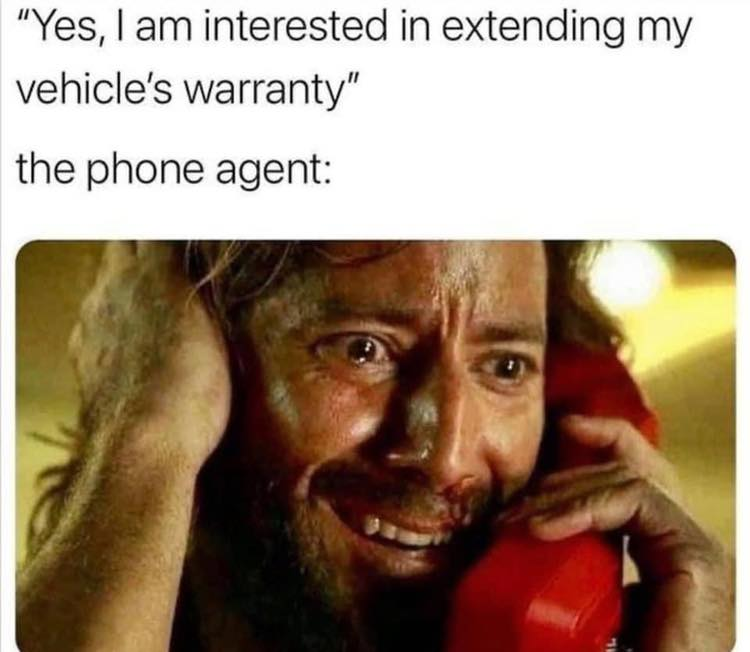 "Yes, I am interested in extending my
vehicle's warranty"
the phone agent: